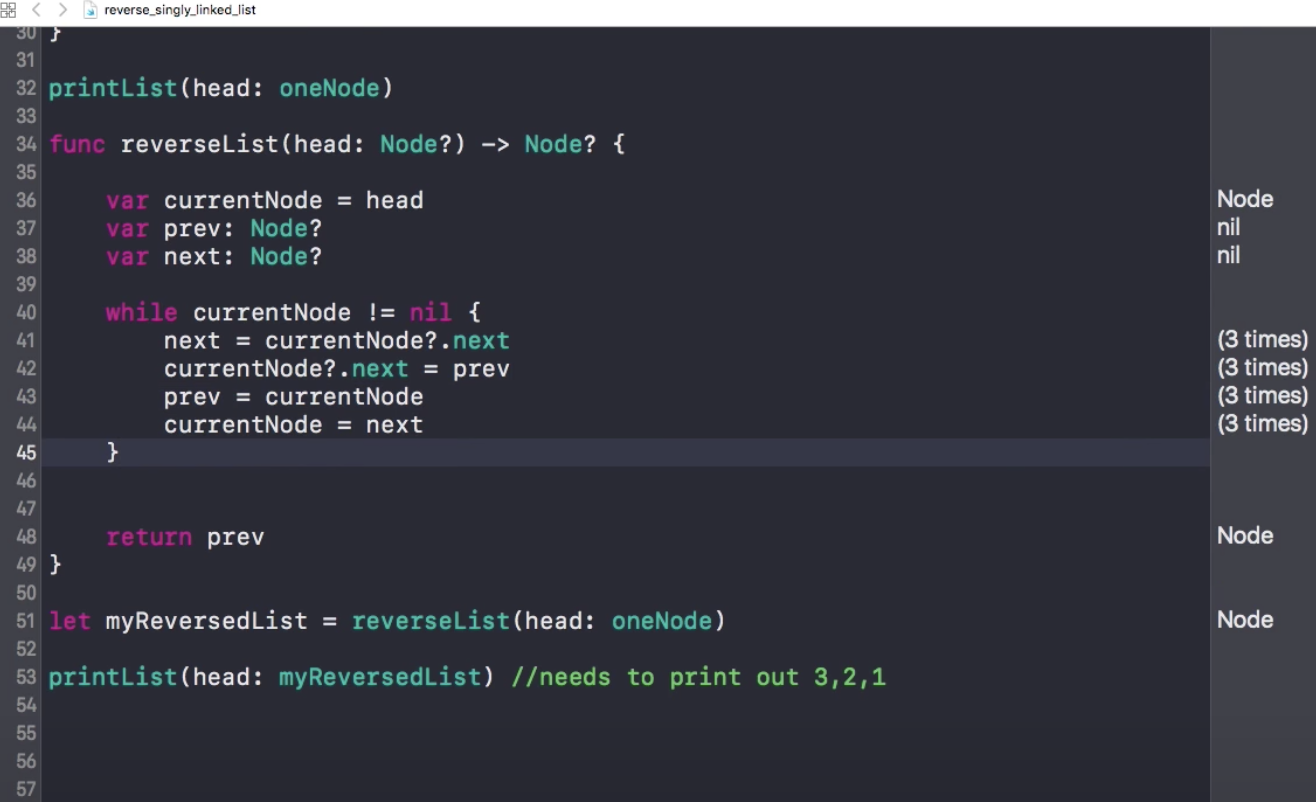 reverse_singly_linked_list
30 }
31
32 printList(head: oneNode)
33
34 func reverseList(head: Node?) -> Node? {
35
36 var currentNode = head Node
37 var prev: Node? nil
38 var next: Node? nil
39
40 while currentNode != nil {
41 next = currentNode?.next (3 times)
42 currentNode?.next = prev (3 times)
43 prev = currentNode (3 times)
44 currentNode = next (3 times)
45 }
46
47
48 return prev Node
49 }
50
51 let myReversedList = reverseList(head: oneNode) Node
52
53 printList(head: myReversedList) //needs to print out 3,2,1
54
55
56
57